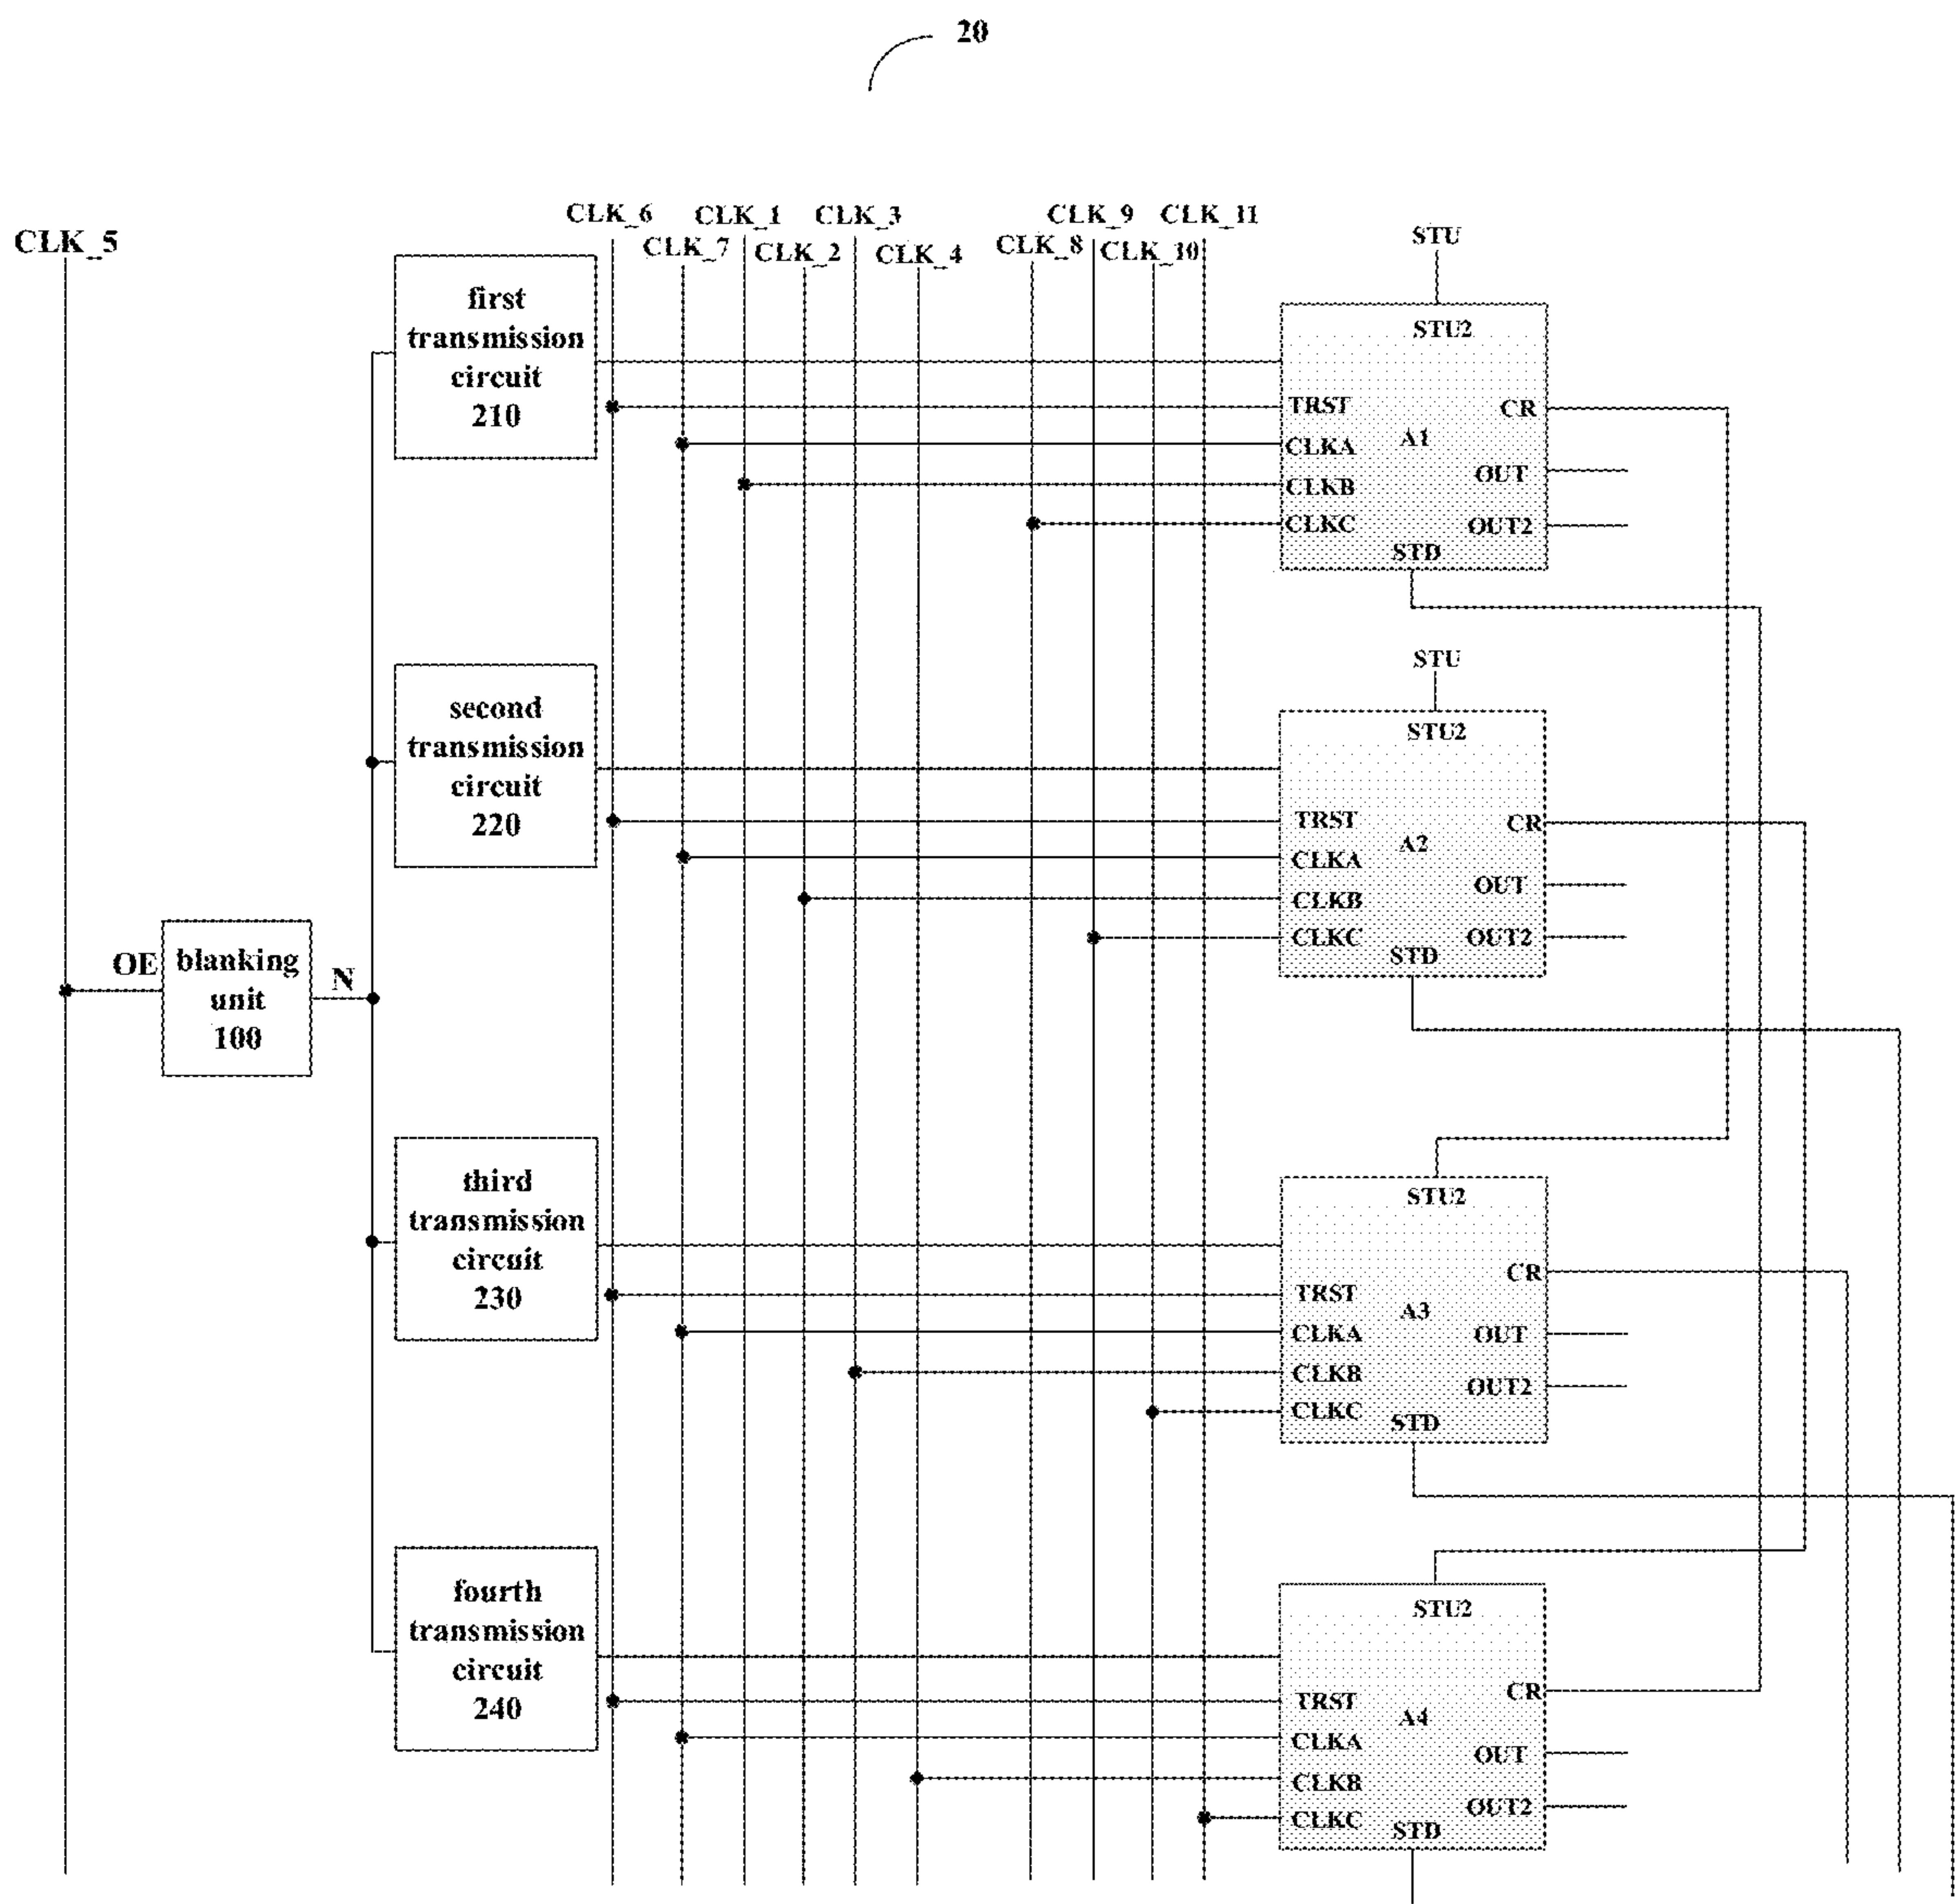 20
CLK_5
CLK_6
CLK_7
CLK_1
CLK_2
CLK_3
CLK_4
CLK_8
CLK_9
CLK_10
CLK_11
first
transmission
circuit
210
STU
STU2
TRST
CLKA
CLKB
CLKC
A1
CR
OUT
OUT2
STD
second
transmission
circuit
220
STU
STU2
TRST
CLKA
CLKB
CLKC
A2
CR
OUT
OUT2
STD
OE
blanking
unit
100
N
third
transmission
circuit
230
STU2
TRST
CLKA
CLKB
CLKC
A3
CR
OUT
OUT2
STD
fourth
transmission
circuit
240
STU2
TRST
CLKA
CLKB
CLKC
A4
CR
OUT
OUT2
STD